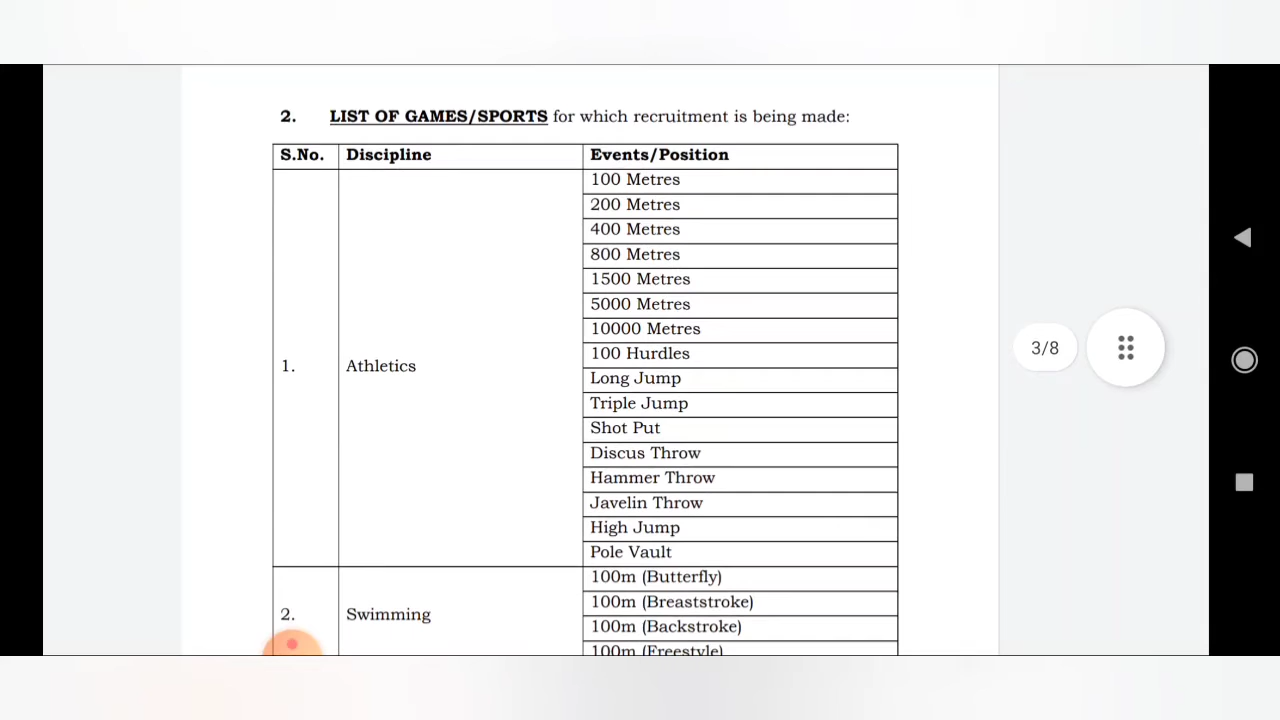 2. LIST OF GAMES/SPORTS for which recruitment is being made:
S.No. Discipline Events/Position
100 Metres
200 Metres
400 Metres
800 Metres
1500 Metres
5000 Metres
10000 Metres
100 Hurdles
1. Athletics
Long Jump
Triple Jump
Shot Put
Discus Throw
Hammer Throw
Javelin Throw
High Jump
Pole Vault
100m (Butterfly)
100m (Breaststroke)
2. Swimming
100m (Backstroke)
100m (Freestyle)
3/8